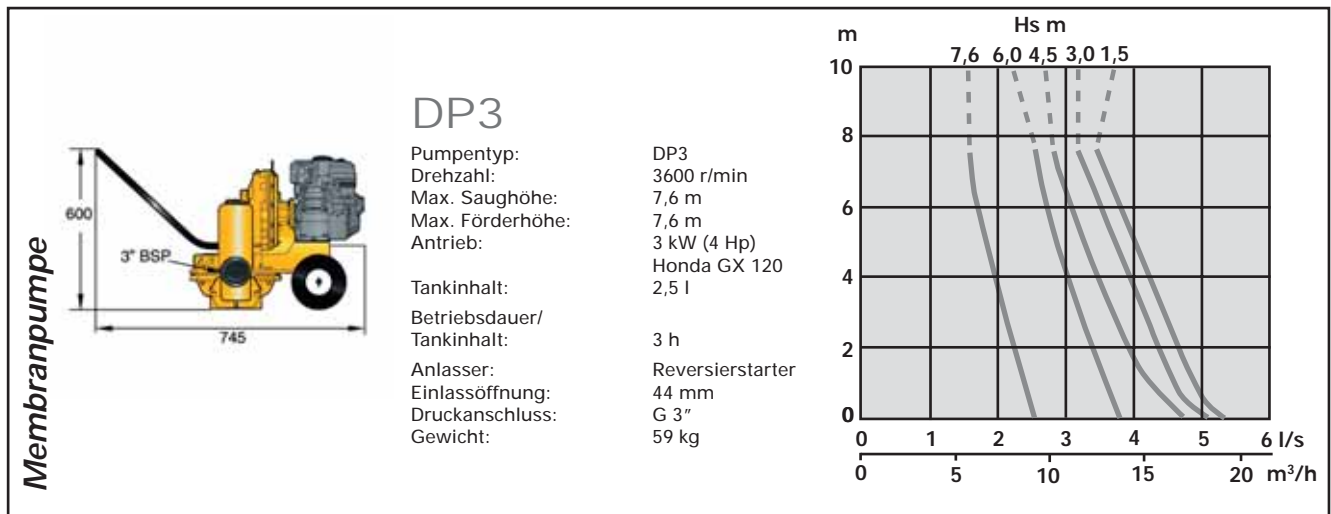 Membranpumpe
600
3" BSP
745
DP3
Pumpentyp: DP3
Drehzahl: 3600 r/min
Max. Saughöhe: 7,6 m
Max. Förderhöhe: 7,6 m
Antrieb: 3 kW (4 Hp)
Honda GX 120
Tankinhalt: 2,5 l
Betriebsdauer/
Tankinhalt: 3 h
Anlasser: Reversierstarter
Einlassöffnung: 44 mm
Druckanschluss: G 3"
Gewicht: 59 kg
Hs m
m
7,6 6,0 4,5 3,0 1,5
10
8
6
4
2
0
0 1 2 3 4 5 6 l/s
0 5 10 15 20 m³/h